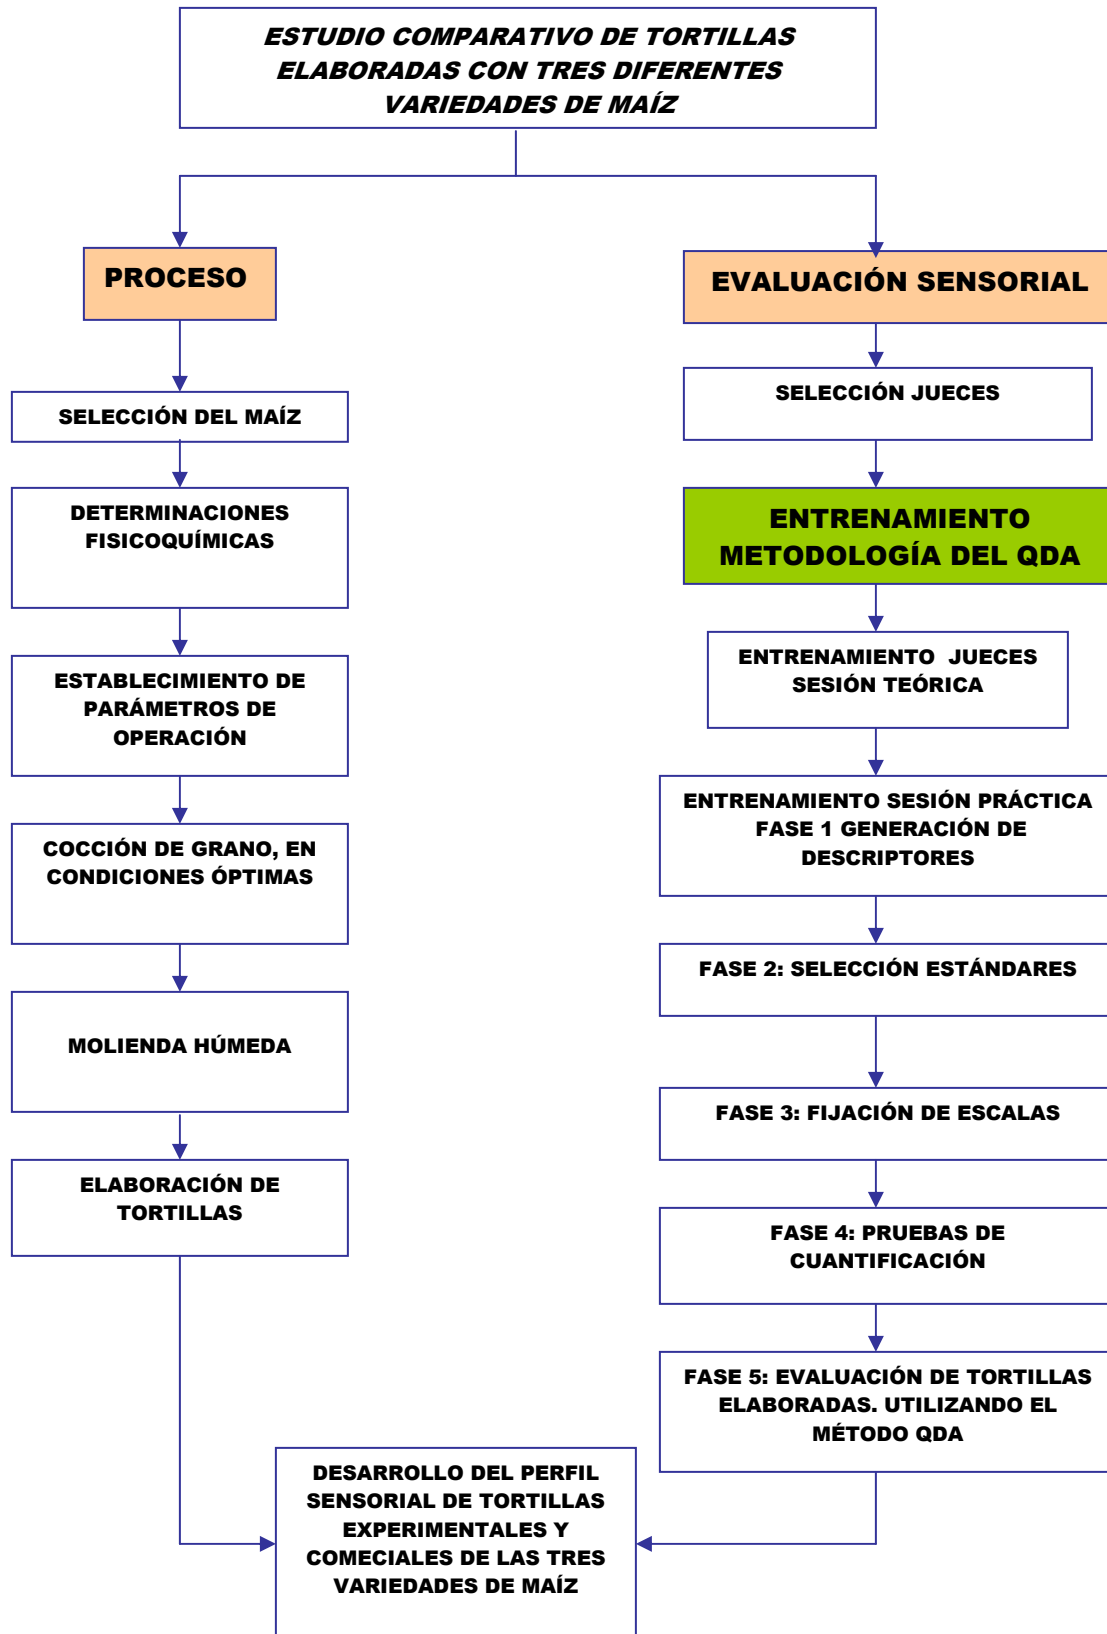 ESTUDIO COMPARATIVO DE TORTILLAS
ELABORADAS CON TRES DIFERENTES
VARIEDADES DE MAÍZ
PROCESO
SELECCIÓN DEL MAÍZ
DETERMINACIONES
FISICOQUÍMICAS
ESTABLECIMIENTO DE
PARÁMETROS DE
OPERACIÓN
COCCIÓN DE GRANO, EN
CONDICIONES ÓPTIMAS
MOLIENDA HÚMEDA
ELABORACIÓN DE
TORTILLAS
EVALUACIÓN SENSORIAL
SELECCIÓN JUECES
ENTRENAMIENTO
METODOLOGÍA DEL QDA
ENTRENAMIENTO JUECES
SESIÓN TEÓRICA
ENTRENAMIENTO SESIÓN PRÁCTICA
FASE 1 GENERACIÓN DE
DESCRIPTORES
FASE 2: SELECCIÓN ESTÁNDARES
FASE 3: FIJACIÓN DE ESCALAS
FASE 4: PRUEBAS DE
CUANTIFICACIÓN
FASE 5: EVALUACIÓN DE TORTILLAS
ELABORADAS. UTILIZANDO EL
MÉTODO QDA
DESARROLLO DEL PERFIL
SENSORIAL DE TORTILLAS
EXPERIMENTALES Y
COMECIALES DE LAS TRES
VARIEDADES DE MAÍZ